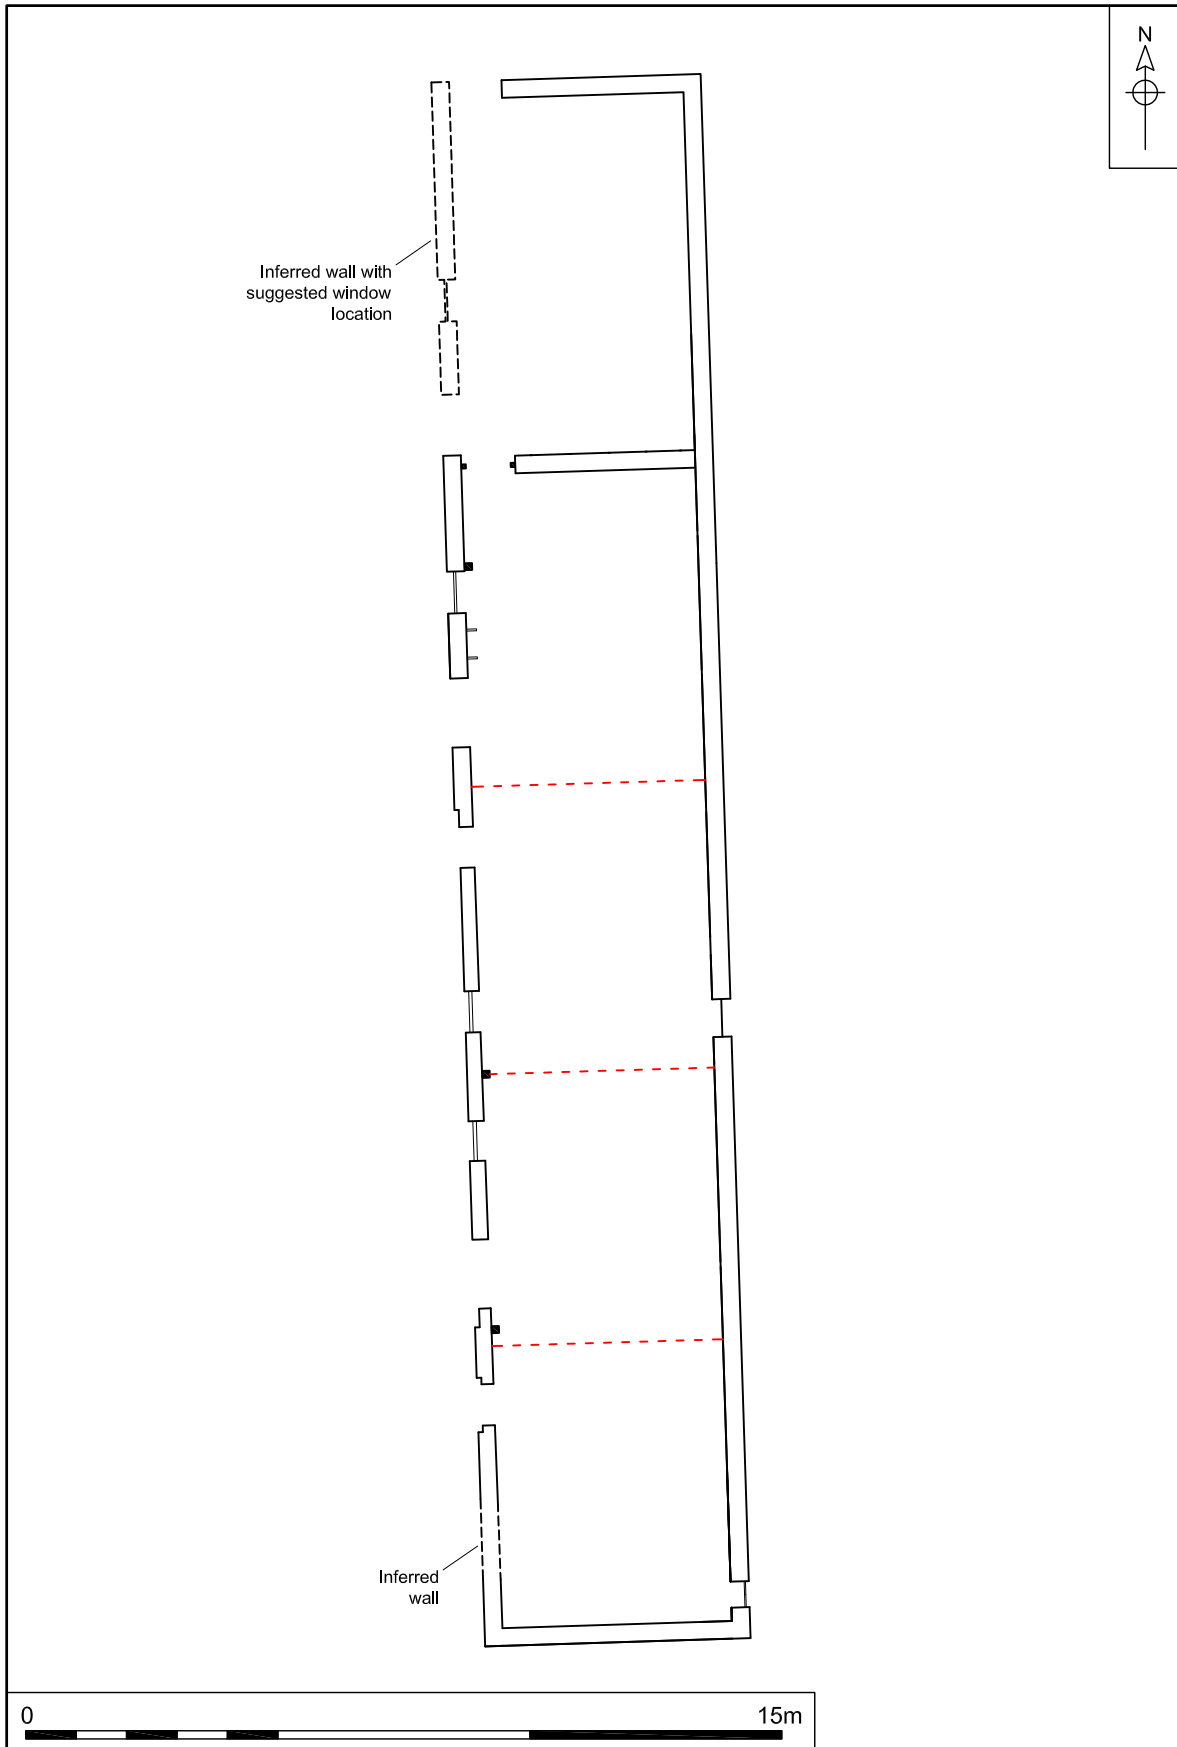 N
Inferred wall with
suggested window
location
Inferred
wall
0 15m